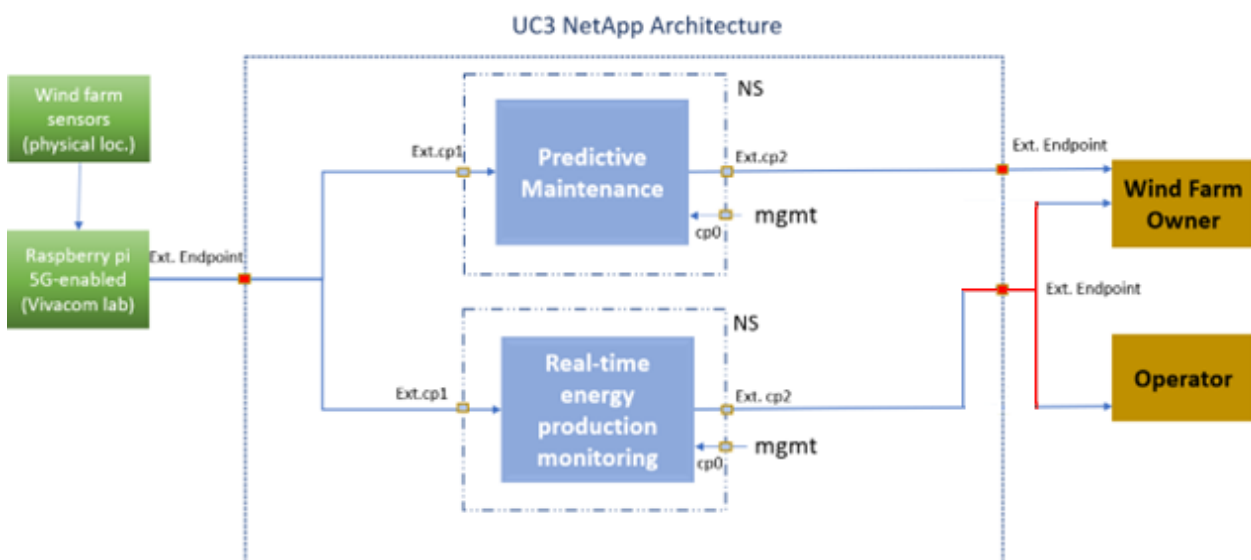 UC3 NetApp Architecture
Wind farm
sensors
(physical loc.)
NS
Ext.cp1
Predictive
Maintenance
Ext.cp2
Ext. Endpoint
Wind Farm
Owner
cp0
mgmt
Raspberry pi
5G-enabled
(Vivacom lab)
Ext. Endpoint
Ext. Endpoint
NS
Ext.cp1
Real-time
energy
production
monitoring
Ext. cp2
Operator
cp0
mgmt